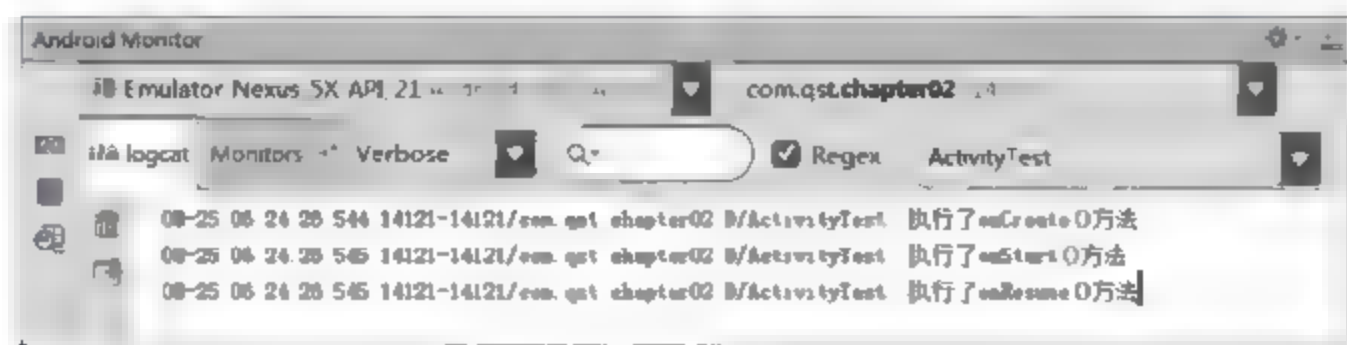 Android Monitor
Emulator Nexus_5X_API_21 com.qst.chapter02
logcat Monitors Verbose Regex ActivityTest
08-25 06:24:28.544 14121-14121/com.qst.chapter02 D/ActivityTest: 执行了onCreate()方法
08-25 06:24:28.545 14121-14121/com.qst.chapter02 D/ActivityTest: 执行了onStart()方法
08-25 06:24:28.545 14121-14121/com.qst.chapter02 D/ActivityTest: 执行了onResume()方法